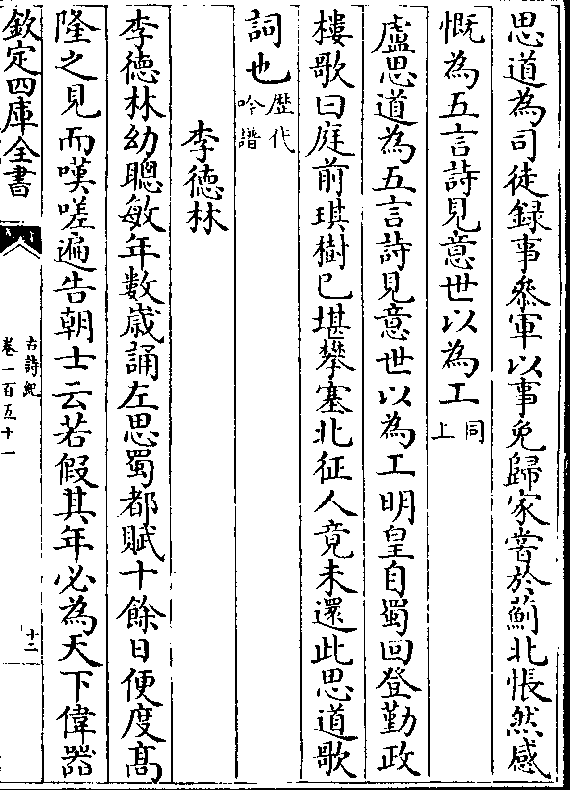 思道為司徒録事叅軍以事免歸家嘗於薊北悵然感
慨為五言詩見意世以為工同上
盧思道為五言詩見意世以為工明皇自蜀回登勤政
樓歌曰庭前琪樹已堪攀塞北征人竟未還此思道歌
詞也歴代吟譜
李徳林
李徳林幼聰敏年數歳誦左思蜀都賦十餘日便度髙
隆之見而嘆嗟遍告朝士云若假其年必為天下偉器
欽定四庫全書
古詩紀
卷一百五十一
十二